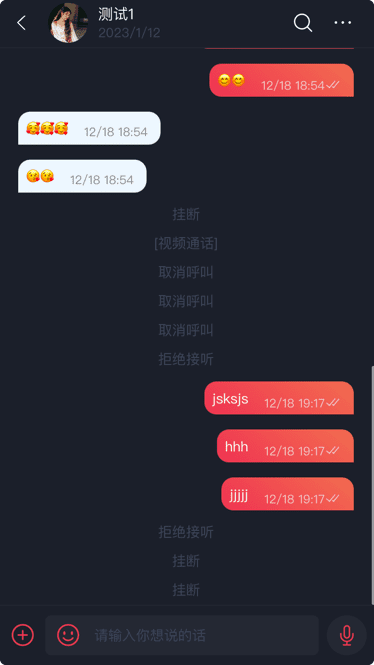 测试1
2023/1/12
😊😊 12/18 18:54
🥰🥰🥰 12/18 18:54
😘😘 12/18 18:54
挂断
[视频通话]
取消呼叫
取消呼叫
取消呼叫
拒绝接听
jsksjs 12/18 19:17
hhh 12/18 19:17
jjjjj 12/18 19:17
拒绝接听
挂断
挂断
请输入你想说的话